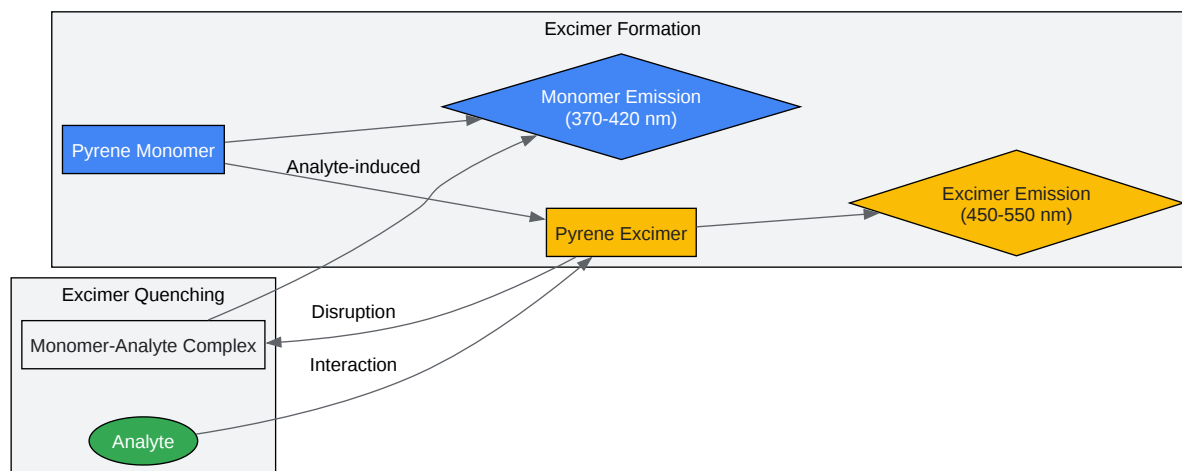 Excimer Formation
Monomer Emission
(370-420 nm)
Pyrene Monomer
Analyte-induced
Excimer Emission
(450-550 nm)
Pyrene Excimer
Excimer Quenching
Disruption
Monomer-Analyte Complex
Interaction
Analyte